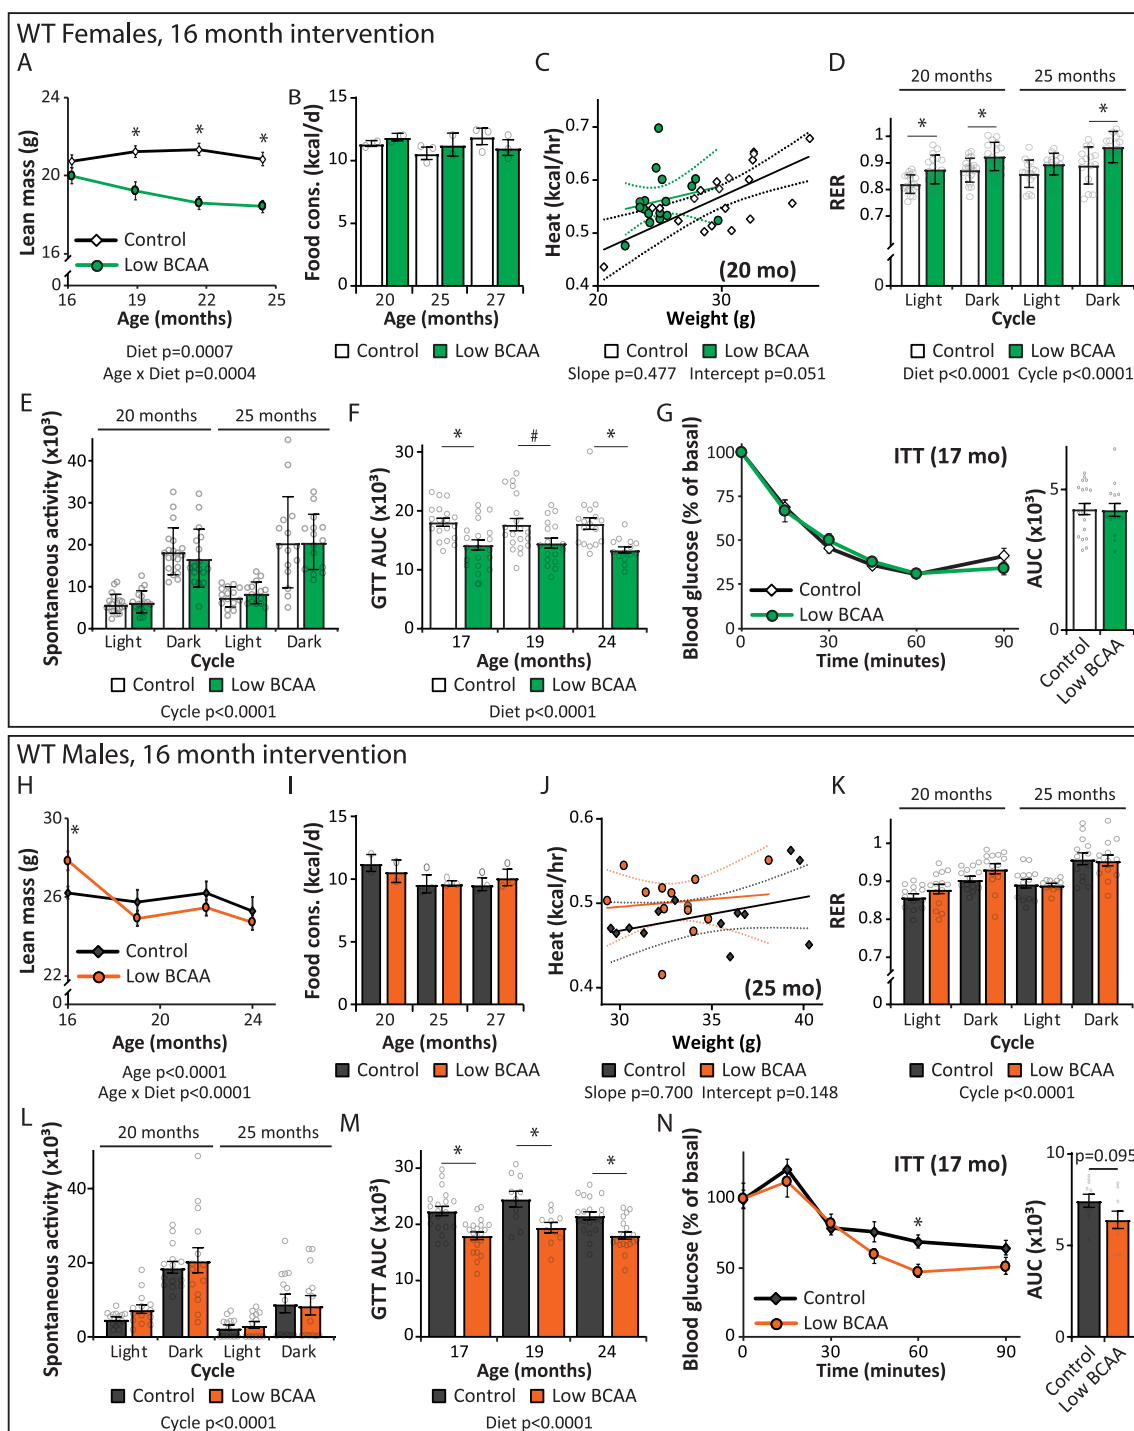 WT Females, 16 month intervention
A
Lean mass (g)
24
20
16
0
* * *
Control
Low BCAA
16 19 22 25
Age (months)
Diet p=0.0007
Age x Diet p=0.0004
B
Food cons. (kcal/d)
15
10
5
0
20 25 27
Age (months)
Control Low BCAA
C
Heat (kcal/hr)
0.7
0.6
0.5
0.4
20 30
(20 mo)
Weight (g)
Control Low BCAA
Slope p=0.477 Intercept p=0.051
D
20 months 25 months
RER
1
0.9
0.8
0.7
0
* * *
Light Dark Light Dark
Cycle
Control Low BCAA
Diet p<0.0001 Cycle p<0.0001
E
20 months 25 months
Spontaneous activity (x10³)
40
30
20
10
0
Light Dark Light Dark
Cycle
Control Low BCAA
Cycle p<0.0001
F
GTT AUC (x10³)
30
20
10
0
* # *
17 19 24
Age (months)
Control Low BCAA
Diet p<0.0001
G
ITT (17 mo)
Blood glucose (% of basal)
100
75
50
25
0
Control
Low BCAA
0 30 60 90
Time (minutes)
AUC (x10³)
5
0
Control
Low BCAA
WT Males, 16 month intervention
H
Lean mass (g)
30
26
22
0
*
Control
Low BCAA
16 20 24
Age (months)
Age p<0.0001
Age x Diet p<0.0001
I
Food cons. (kcal/d)
15
10
5
0
20 25 27
Age (months)
Control Low BCAA
J
Heat (kcal/hr)
0.6
0.5
0.4
30 35 40
(25 mo)
Weight (g)
Control Low BCAA
Slope p=0.700 Intercept p=0.148
K
20 months 25 months
RER
1
0.9
0.8
0
Light Dark Light Dark
Cycle
Control Low BCAA
Cycle p<0.0001
L
20 months 25 months
Spontaneous activity (x10³)
40
20
0
Light Dark Light Dark
Cycle
Control Low BCAA
Cycle p<0.0001
M
GTT AUC (x10³)
30
20
10
0
* * *
17 19 24
Age (months)
Control Low BCAA
Diet p<0.0001
N
ITT (17 mo)
Blood glucose (% of basal)
100
50
0
*
Control
Low BCAA
0 30 60 90
Time (minutes)
AUC (x10³)
10
5
0
p=0.095
Control
Low BCAA